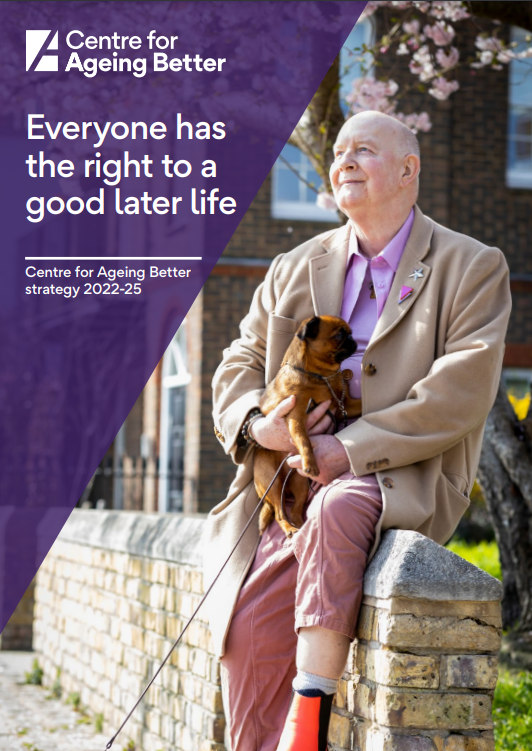 Centre for
Ageing Better
Everyone has
the right to a
good later life
Centre for Ageing Better
strategy 2022-25